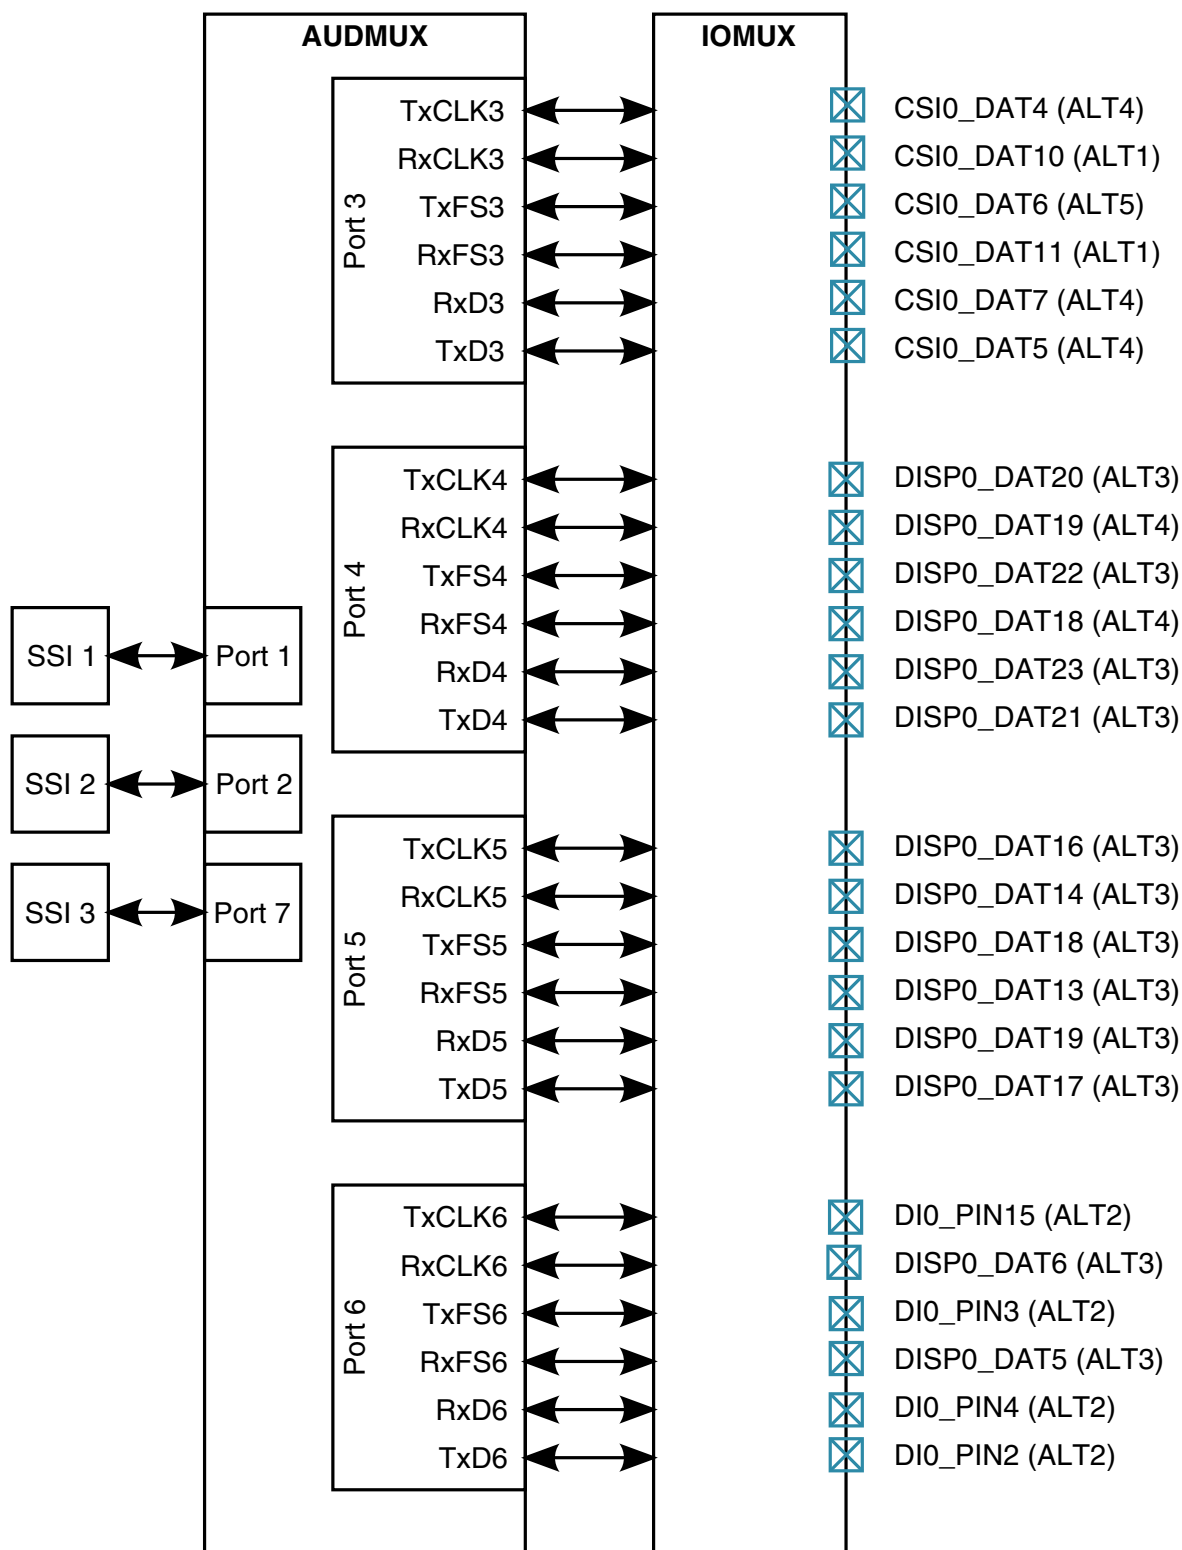 AUDMUX
IOMUX
Port 3
TxCLK3
CSI0_DAT4 (ALT4)
RxCLK3
CSI0_DAT10 (ALT1)
TxFS3
CSI0_DAT6 (ALT5)
RxFS3
CSI0_DAT11 (ALT1)
RxD3
CSI0_DAT7 (ALT4)
TxD3
CSI0_DAT5 (ALT4)
Port 4
TxCLK4
DISP0_DAT20 (ALT3)
RxCLK4
DISP0_DAT19 (ALT4)
TxFS4
DISP0_DAT22 (ALT3)
RxFS4
DISP0_DAT18 (ALT4)
RxD4
DISP0_DAT23 (ALT3)
TxD4
DISP0_DAT21 (ALT3)
SSI 1
Port 1
SSI 2
Port 2
SSI 3
Port 7
Port 5
TxCLK5
DISP0_DAT16 (ALT3)
RxCLK5
DISP0_DAT14 (ALT3)
TxFS5
DISP0_DAT18 (ALT3)
RxFS5
DISP0_DAT13 (ALT3)
RxD5
DISP0_DAT19 (ALT3)
TxD5
DISP0_DAT17 (ALT3)
Port 6
TxCLK6
DI0_PIN15 (ALT2)
RxCLK6
DISP0_DAT6 (ALT3)
TxFS6
DI0_PIN3 (ALT2)
RxFS6
DISP0_DAT5 (ALT3)
RxD6
DI0_PIN4 (ALT2)
TxD6
DI0_PIN2 (ALT2)